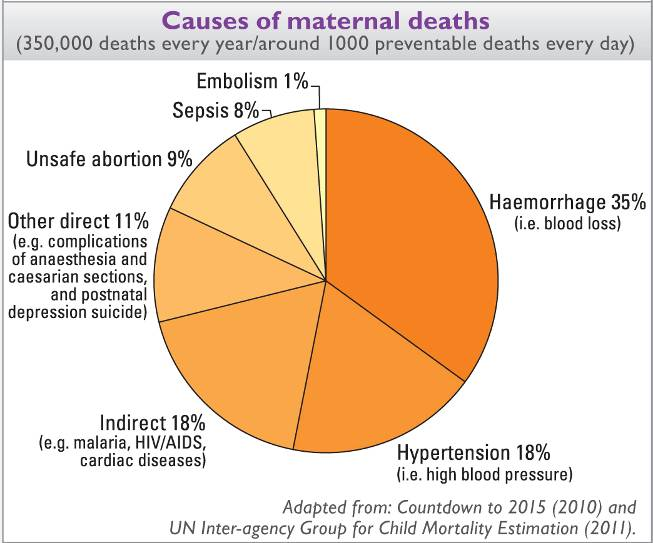 Causes of maternal deaths
(350,000 deaths every year/around 1000 preventable deaths every day)
Embolism 1%
Sepsis 8%
Unsafe abortion 9%
Other direct 11%
(e.g. complications
of anaesthesia and
caesarian sections,
and postnatal
depression suicide)
Haemorrhage 35%
(i.e. blood loss)
Indirect 18%
(e.g. malaria, HIV/AIDS,
cardiac diseases)
Hypertension 18%
(i.e. high blood pressure)
Adapted from: Countdown to 2015 (2010) and
UN Inter-agency Group for Child Mortality Estimation (2011).